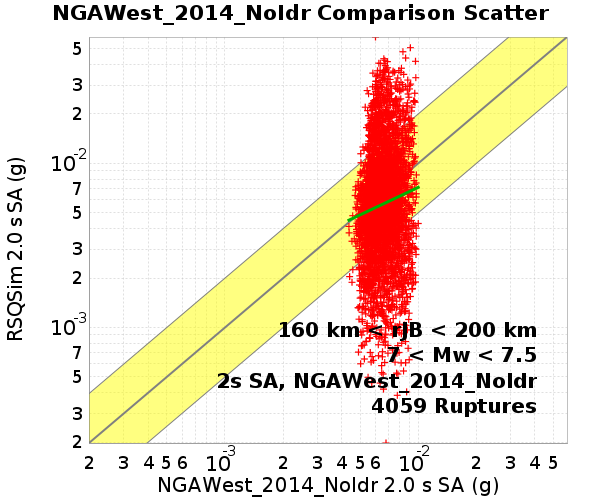 NGAWest_2014_NoIdr Comparison Scatter
RSQSim 2.0 s SA (g)
5
3
2
10-2
7
5
3
2
10-3
7
5
3
2
160 km < rJB < 200 km
7 < Mw < 7.5
2s SA, NGAWest_2014_NoIdr
4059 Ruptures
2 3 4 5 6 10-3 2 3 4 5 6 10-2 2 3 4 5
NGAWest_2014_NoIdr 2.0 s SA (g)